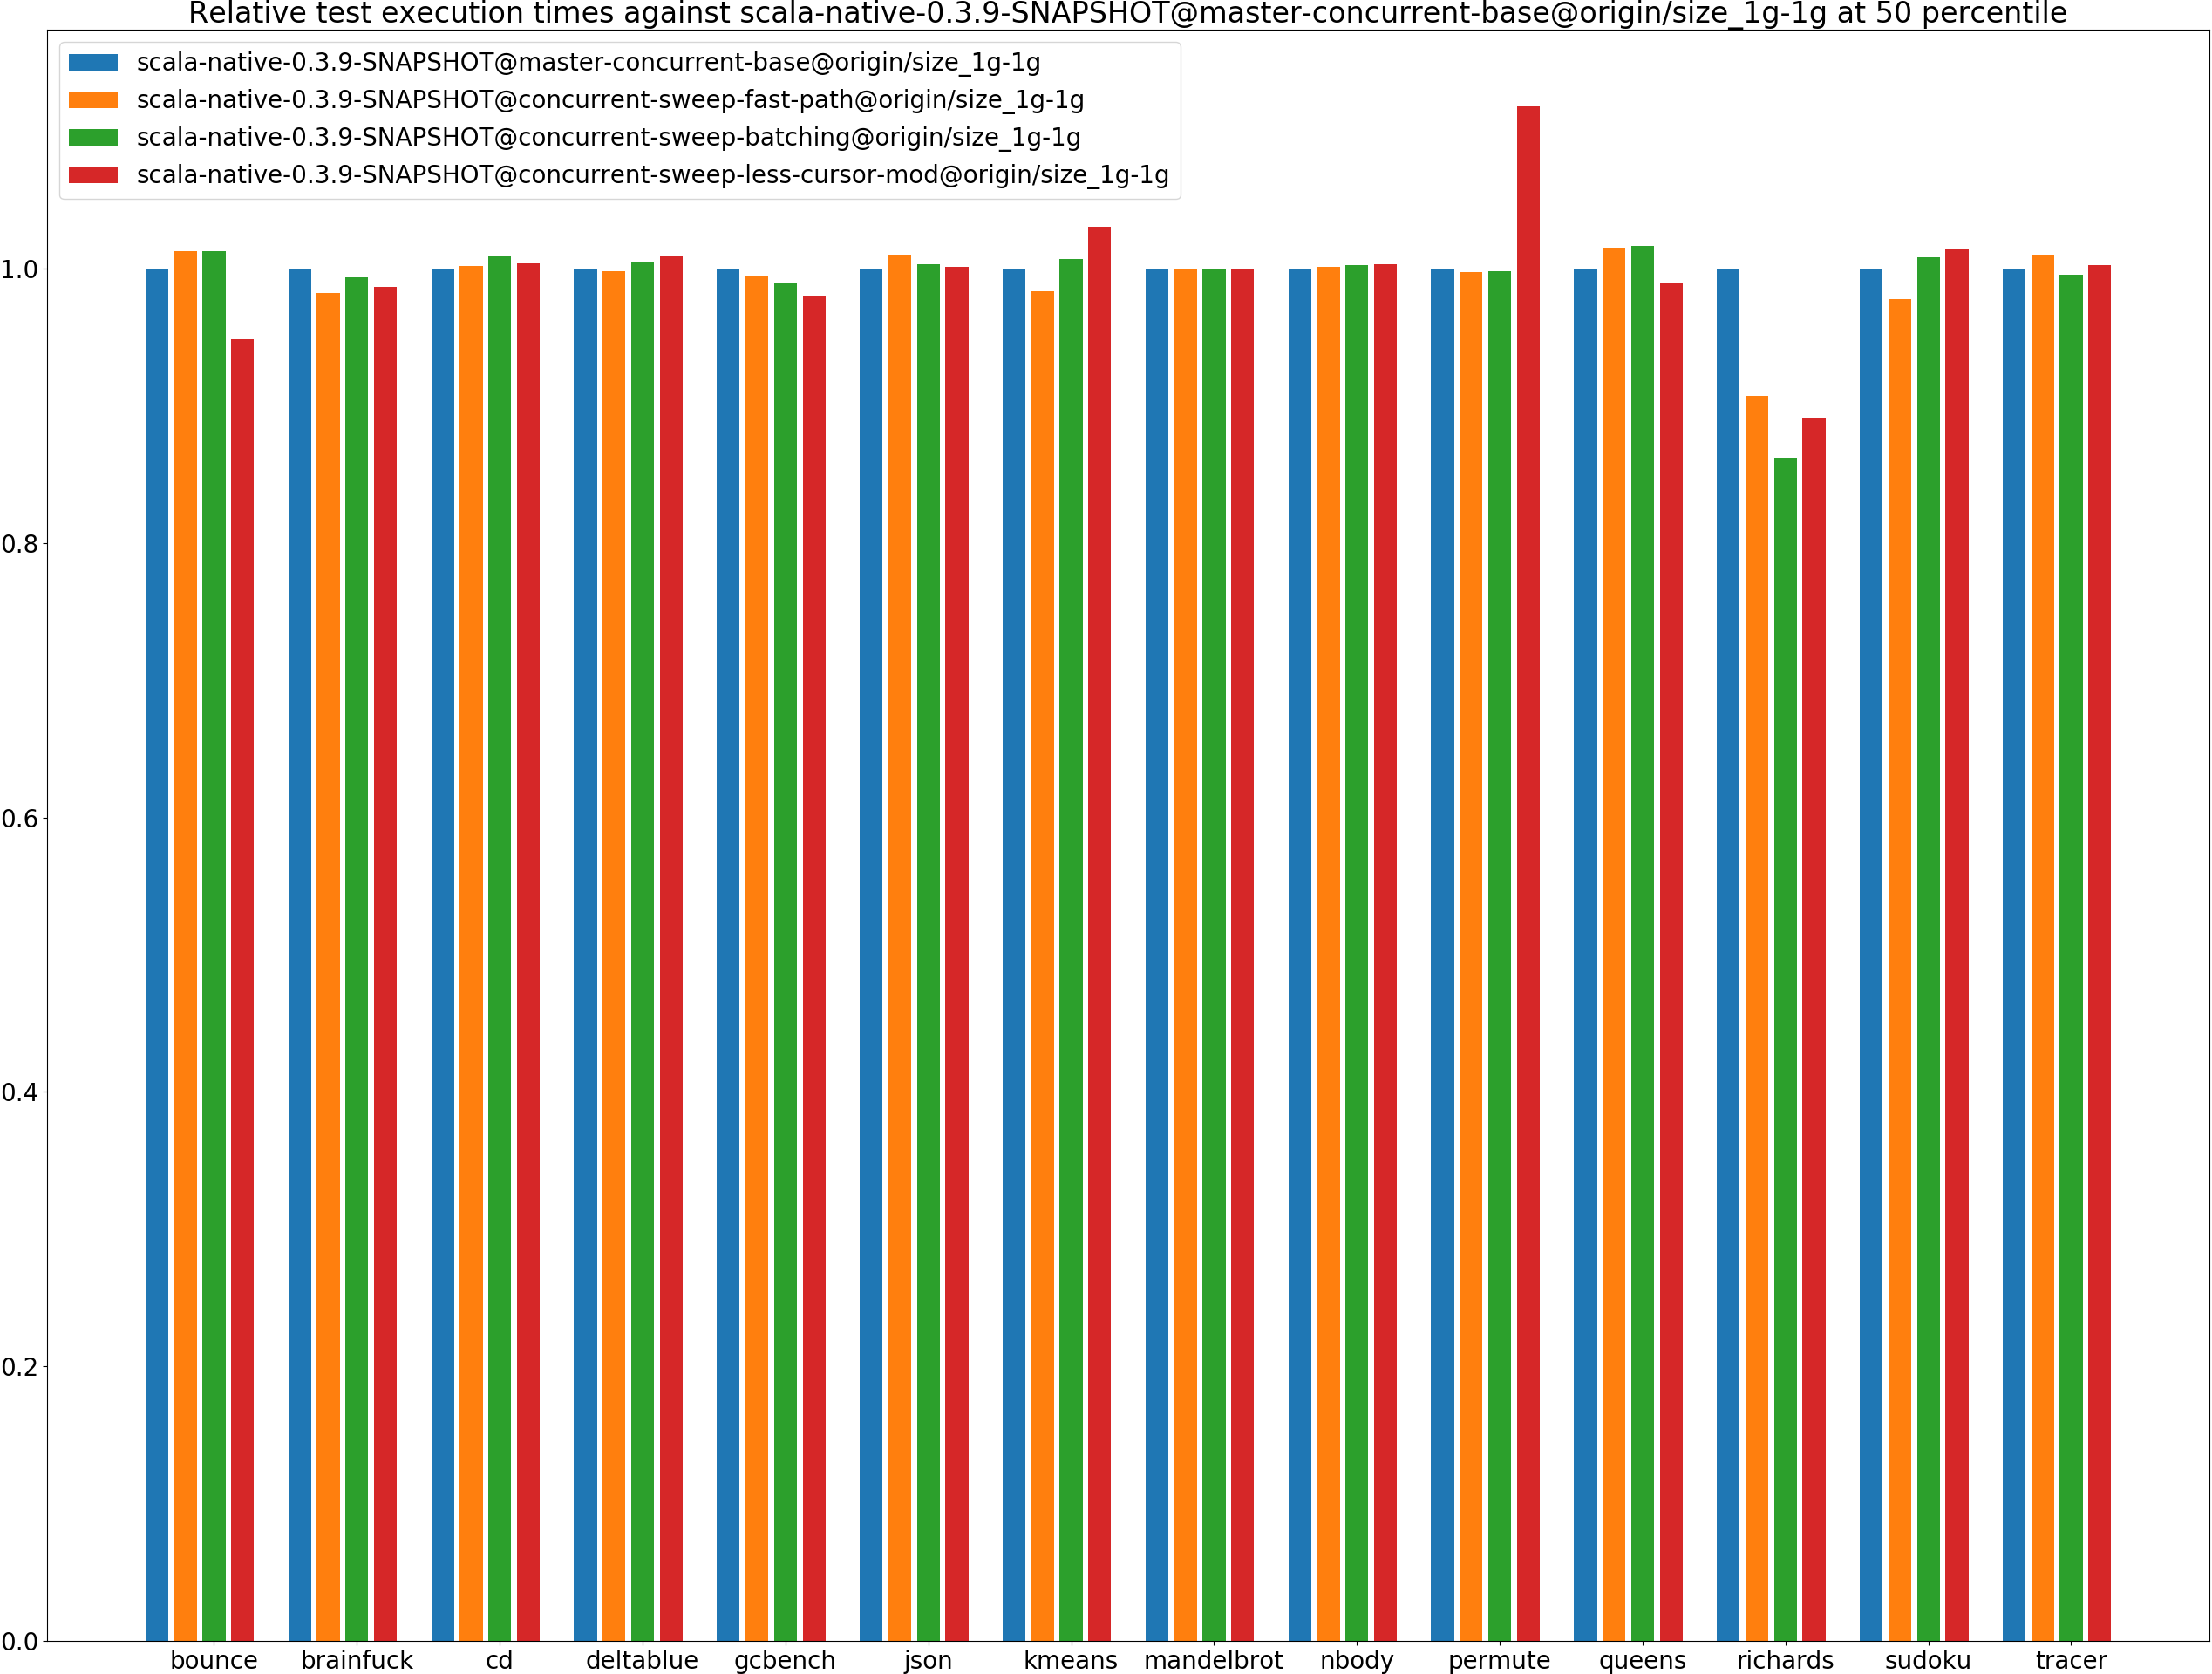 Relative test execution times against scala-native-0.3.9-SNAPSHOT@master-concurrent-base@origin/size_1g-1g at 50 percentile
scala-native-0.3.9-SNAPSHOT@master-concurrent-base@origin/size_1g-1g
scala-native-0.3.9-SNAPSHOT@concurrent-sweep-fast-path@origin/size_1g-1g
scala-native-0.3.9-SNAPSHOT@concurrent-sweep-batching@origin/size_1g-1g
scala-native-0.3.9-SNAPSHOT@concurrent-sweep-less-cursor-mod@origin/size_1g-1g
1.0
0.8
0.6
0.4
0.2
0.0
bounce brainfuck cd deltablue gcbench json kmeans mandelbrot nbody permute queens richards sudoku tracer